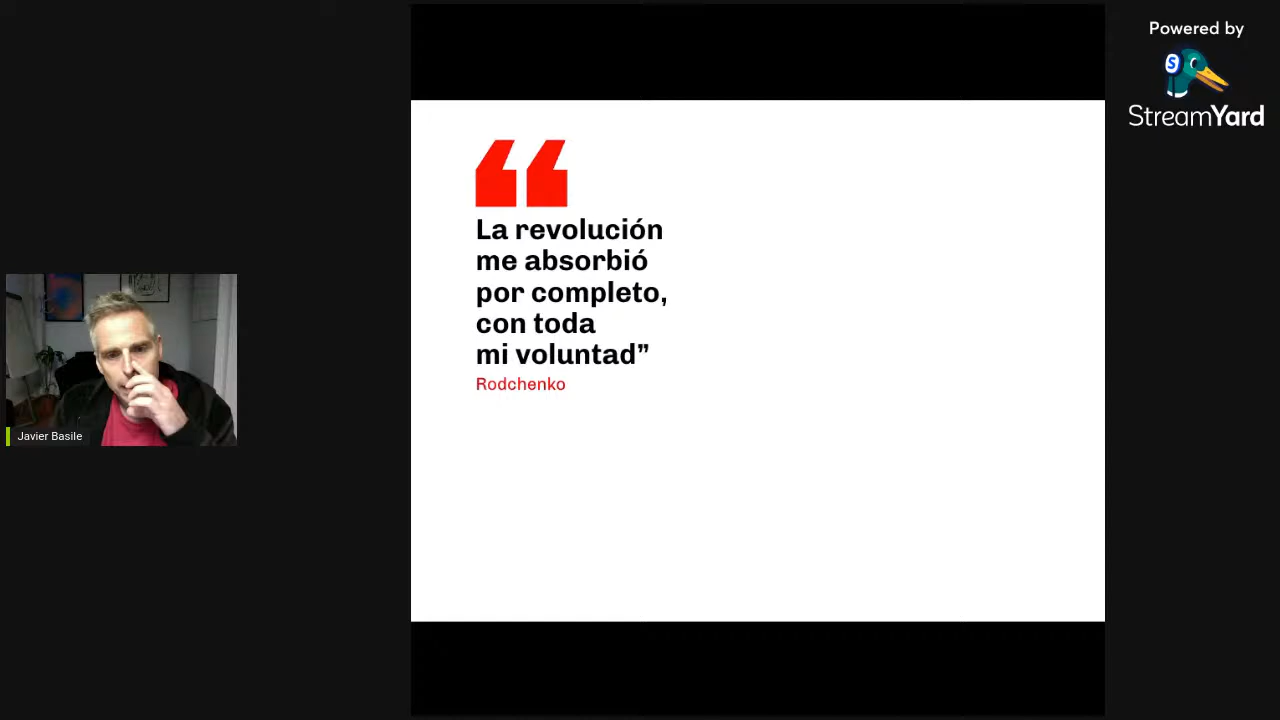 Powered by
StreamYard
La revolución
me absorbió
por completo,
con toda
mi voluntad”
Rodchenko
Javier Basile